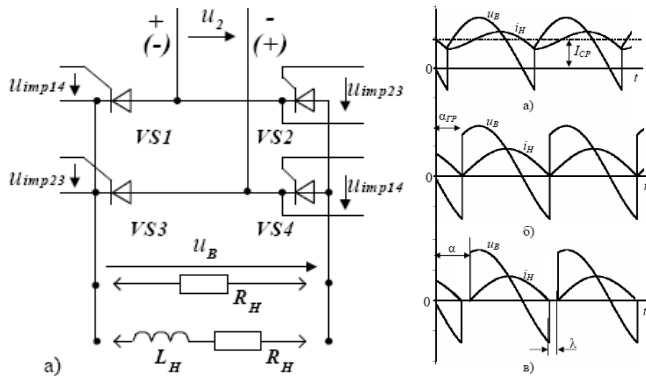 + u₂ -
(-) (+)
uimp14
uimp23
VS1 VS2
uimp23
uimp14
VS3 VS4
uB
RH
LH RH
а)
uB
iH
ICP
0
t
а)
αГР
uB
iH
0
t
б)
α
uB
iH
0
t
λ
в)